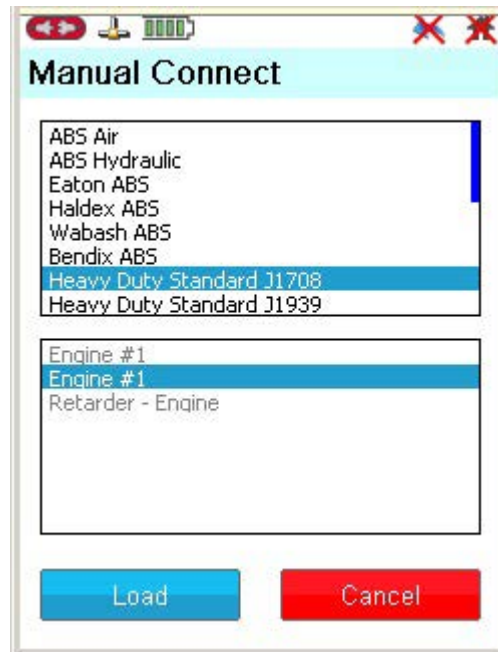 Manual Connect
ABS Air
ABS Hydraulic
Eaton ABS
Haldex ABS
Wabash ABS
Bendix ABS
Heavy Duty Standard J1708
Heavy Duty Standard J1939
Engine #1
Engine #1
Retarder - Engine
Load
Cancel